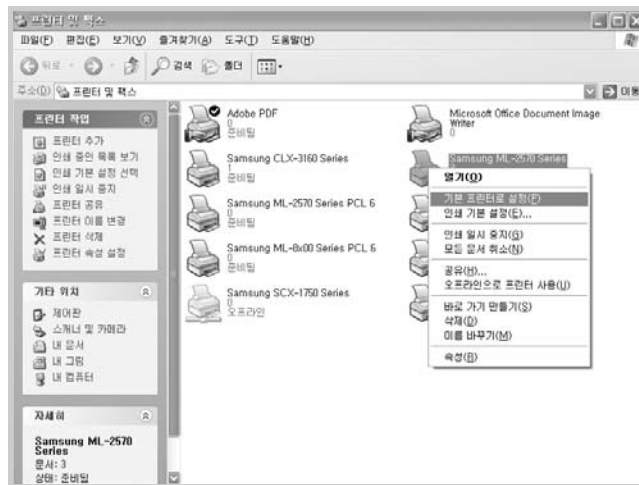 프린터 및 팩스
파일(F) 편집(E) 보기(V) 즐겨찾기(A) 도구(T) 도움말(H)
뒤로 검색 폴더
주소(D) 프린터 및 팩스 이동
프린터 작업
프린터 추가
인쇄 중인 목록 보기
인쇄 기본 설정 선택
인쇄 일시 중지
프린터 공유
프린터 이름 변경
프린터 삭제
프린터 속성 설정
기타 위치
제어판
스캐너 및 카메라
내 문서
내 그림
내 컴퓨터
자세히
Samsung ML-2570
Series
문서: 3
상태: 준비됨
Adobe PDF
0
준비됨
Microsoft Office Document Image
Writer
0
Samsung CLX-3160 Series
1
준비됨
Samsung ML-2570 Series
Samsung ML-2570 Series PCL 6
0
준비됨
Samsung ML-8x00 Series PCL 6
0
준비됨
Samsung SCX-1750 Series
0
오프라인
열기(O)
기본 프린터로 설정(F)
인쇄 기본 설정(E)...
인쇄 일시 중지(G)
모든 문서 취소(N)
공유(H)...
오프라인으로 프린터 사용(U)
바로 가기 만들기(S)
삭제(D)
이름 바꾸기(M)
속성(R)